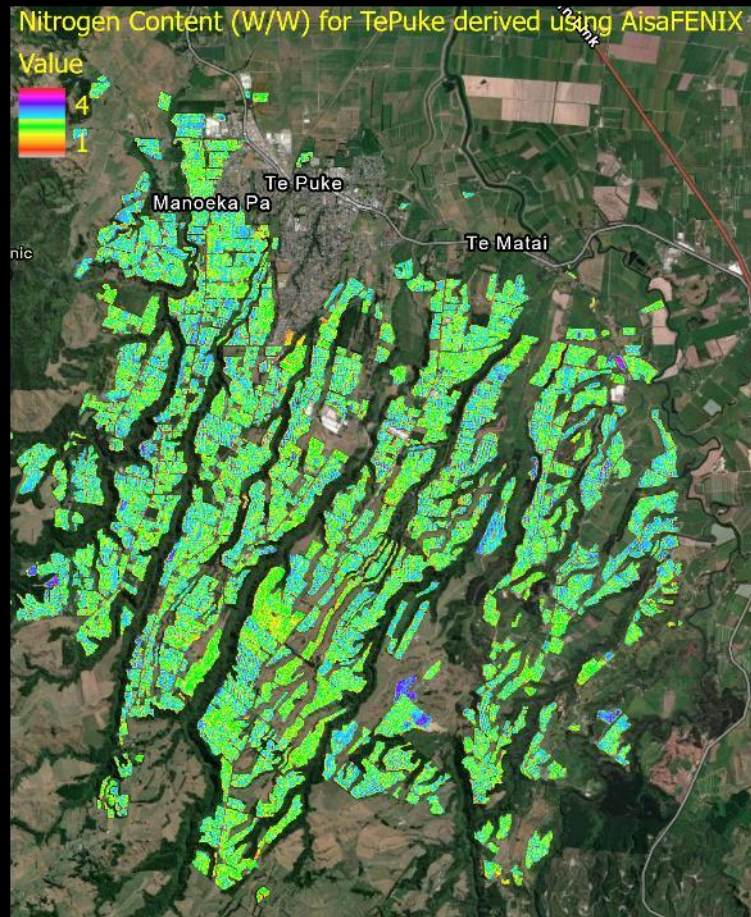 Nitrogen Content (W/W) for TePuke derived using AisaFENIX
Value
4
1
Te Puke
Manoeka Pa
Te Matai
nic